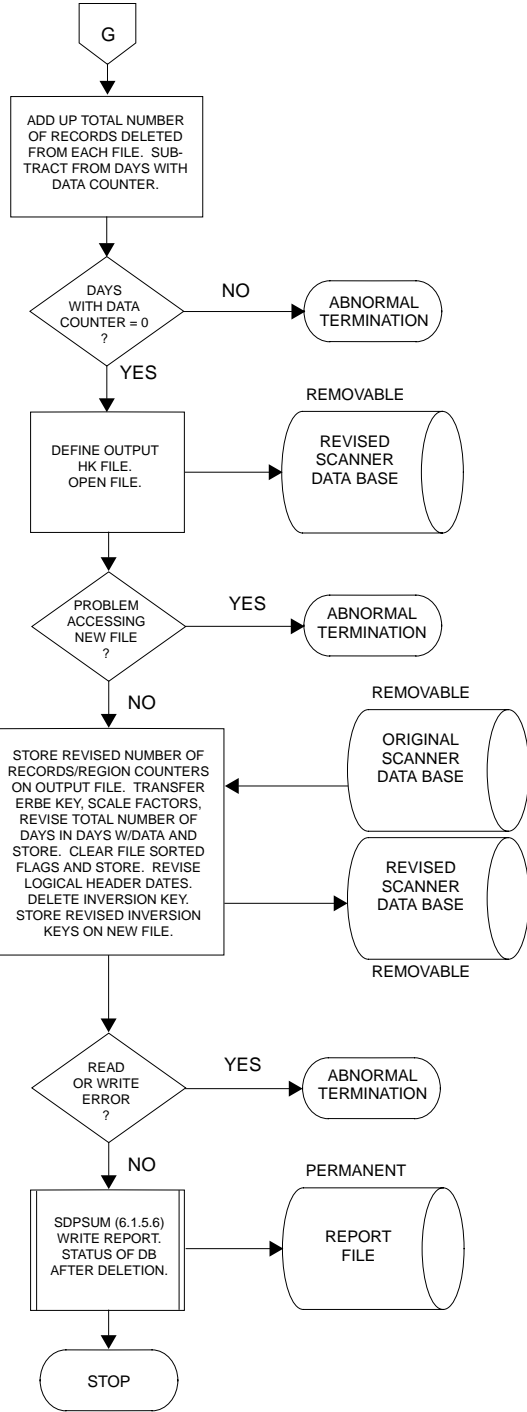 G
ADD UP TOTAL NUMBER
OF RECORDS DELETED
FROM EACH FILE. SUB-
TRACT FROM DAYS WITH
DATA COUNTER.
DAYS
WITH DATA
COUNTER = 0
?
NO
ABNORMAL
TERMINATION
YES
DEFINE OUTPUT
HK FILE.
OPEN FILE.
REMOVABLE
REVISED
SCANNER
DATA BASE
PROBLEM
ACCESSING
NEW FILE
?
YES
ABNORMAL
TERMINATION
NO
STORE REVISED NUMBER OF
RECORDS/REGION COUNTERS
ON OUTPUT FILE. TRANSFER
ERBE KEY, SCALE FACTORS,
REVISE TOTAL NUMBER OF
DAYS IN DAYS W/DATA AND
STORE. CLEAR FILE SORTED
FLAGS AND STORE. REVISE
LOGICAL HEADER DATES.
DELETE INVERSION KEY.
STORE REVISED INVERSION
KEYS ON NEW FILE.
REMOVABLE
ORIGINAL
SCANNER
DATA BASE
REVISED
SCANNER
DATA BASE
REMOVABLE
READ
OR WRITE
ERROR
?
YES
ABNORMAL
TERMINATION
NO
SDPSUM (6.1.5.6)
WRITE REPORT.
STATUS OF DB
AFTER DELETION.
PERMANENT
REPORT
FILE
STOP